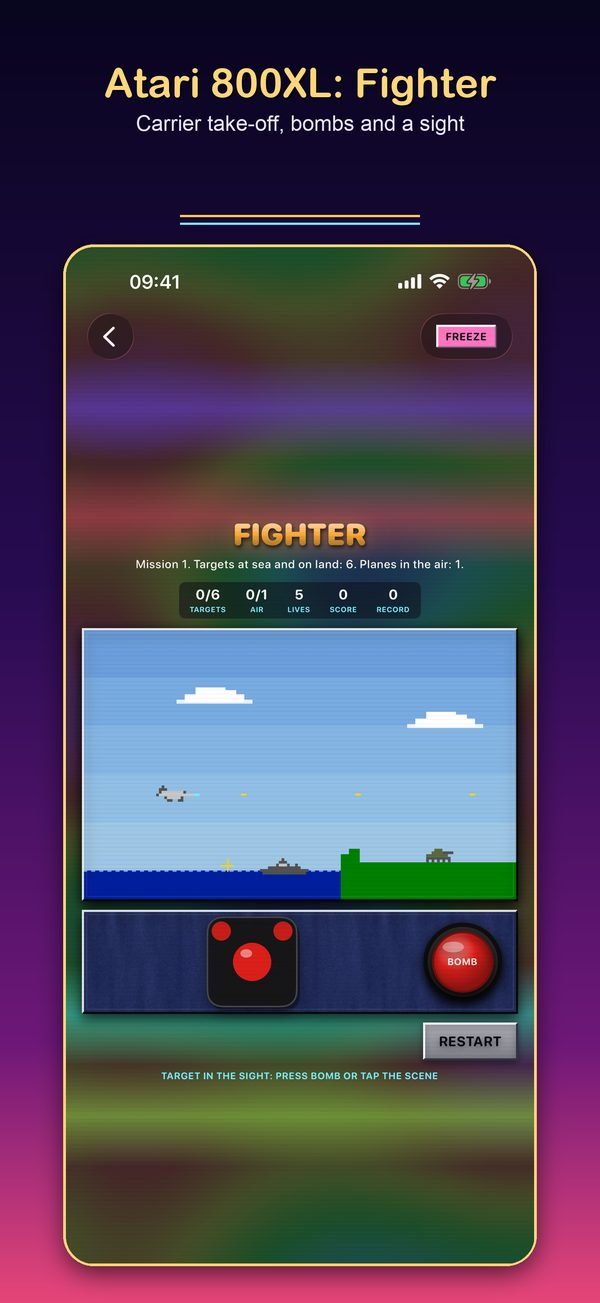 Atari 800XL: Fighter
Carrier take-off, bombs and a sight
09:41
FREEZE
FIGHTER
Mission 1. Targets at sea and on land: 6. Planes in the air: 1.
0/6 0/1 5 0 0
TARGETS AIR LIVES SCORE RECORD
BOMB
RESTART
TARGET IN THE SIGHT: PRESS BOMB OR TAP THE SCENE